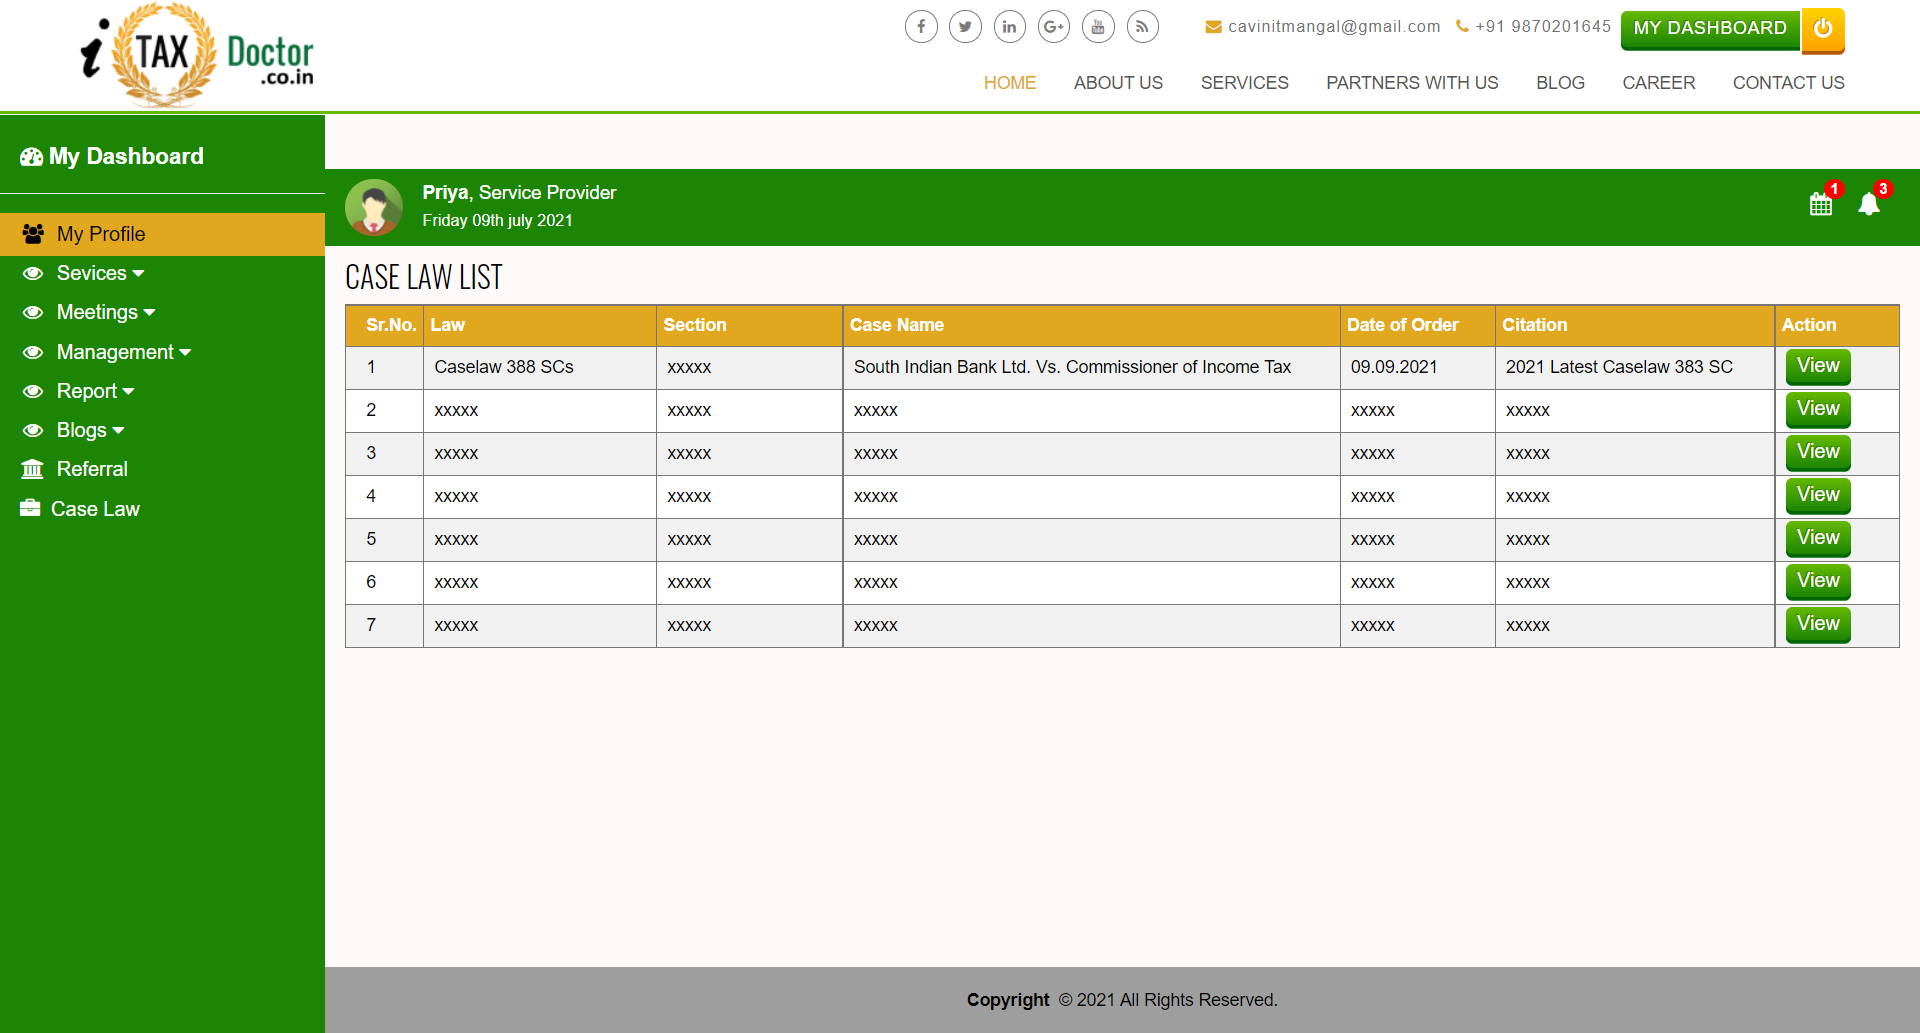 i TAX Doctor
.co.in
cavinitmangal@gmail.com +91 9870201645 MY DASHBOARD
HOME ABOUT US SERVICES PARTNERS WITH US BLOG CAREER CONTACT US
My Dashboard
My Profile
Sevices
Meetings
Management
Report
Blogs
Referral
Case Law
Priya, Service Provider
Friday 09th july 2021
1 3
CASE LAW LIST
Sr.No. Law Section Case Name Date of Order Citation Action
1 Caselaw 388 SCs xxxxx South Indian Bank Ltd. Vs. Commissioner of Income Tax 09.09.2021 2021 Latest Caselaw 383 SC View
2 xxxxx xxxxx xxxxx xxxxx xxxxx View
3 xxxxx xxxxx xxxxx xxxxx xxxxx View
4 xxxxx xxxxx xxxxx xxxxx xxxxx View
5 xxxxx xxxxx xxxxx xxxxx xxxxx View
6 xxxxx xxxxx xxxxx xxxxx xxxxx View
7 xxxxx xxxxx xxxxx xxxxx xxxxx View
Copyright © 2021 All Rights Reserved.